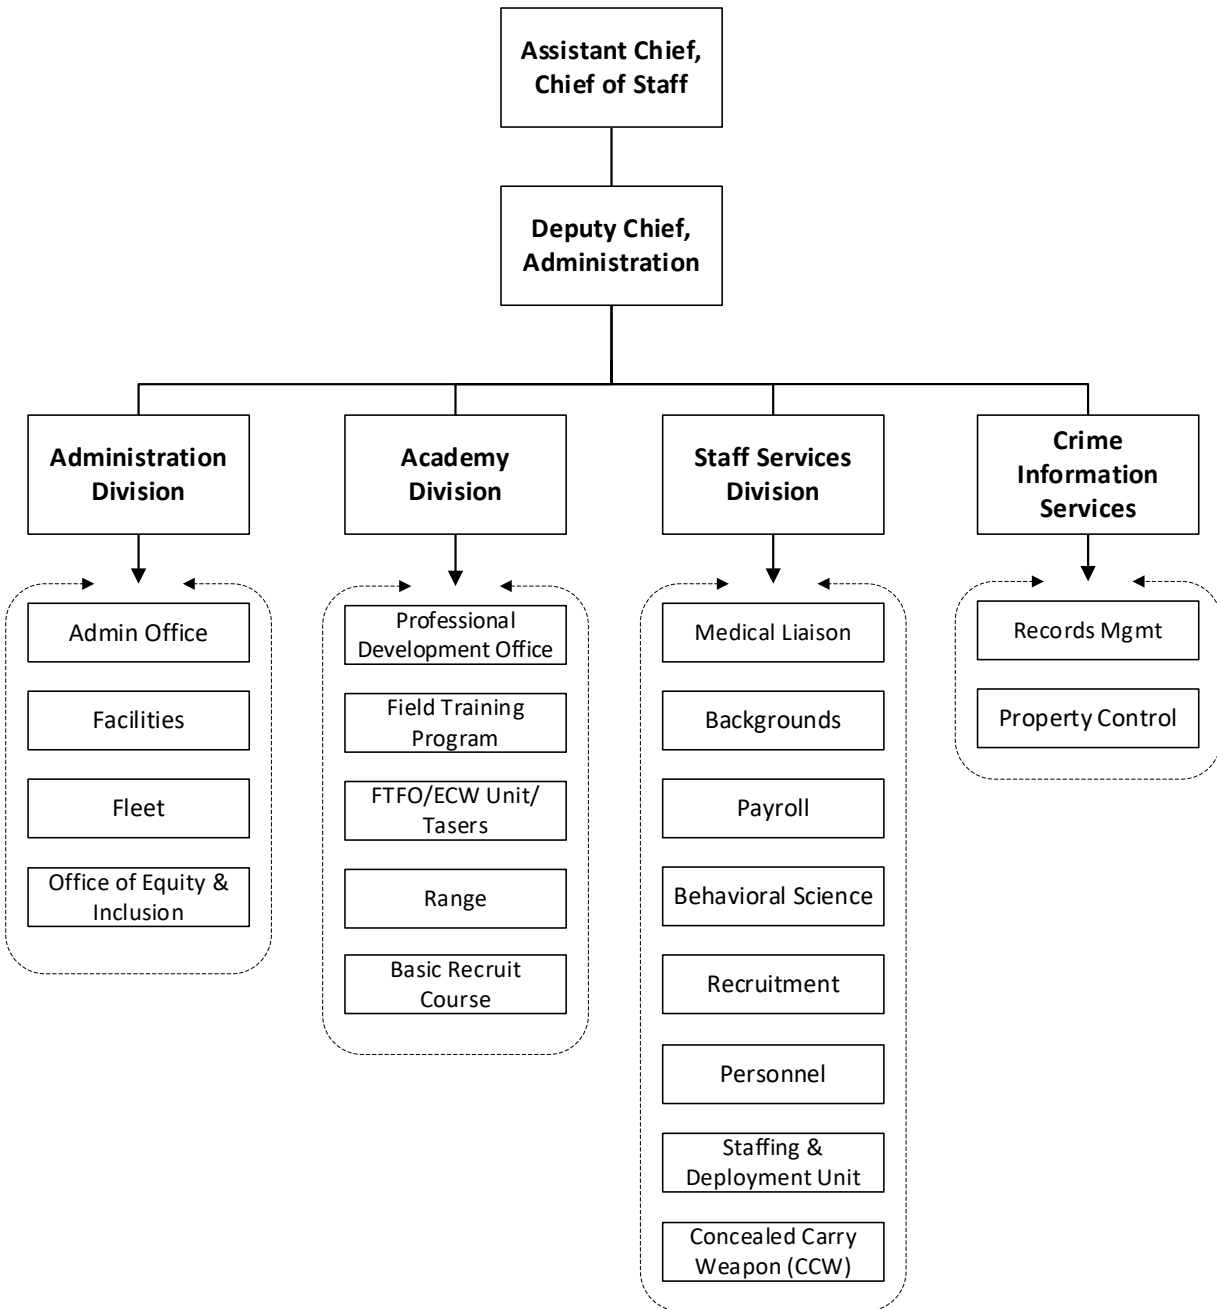 Assistant Chief,
Chief of Staff
Deputy Chief,
Administration
Administration
Division
Admin Office
Facilities
Fleet
Office of Equity &
Inclusion
Academy
Division
Professional
Development Office
Field Training
Program
FTFO/ECW Unit/
Tasers
Range
Basic Recruit
Course
Staff Services
Division
Medical Liaison
Backgrounds
Payroll
Behavioral Science
Recruitment
Personnel
Staffing &
Deployment Unit
Concealed Carry
Weapon (CCW)
Crime
Information
Services
Records Mgmt
Property Control